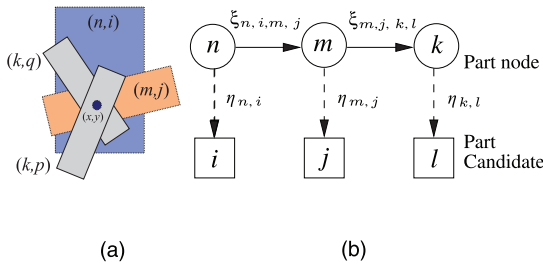 (n,i)
(k,q)
(m,j)
(x,y)
(k,p)
(a)
ξn, i,m, j ξm,j, k,l
n m k
Part node
ηn, i ηm, j ηk, l
i j l
Part
Candidate
(b)